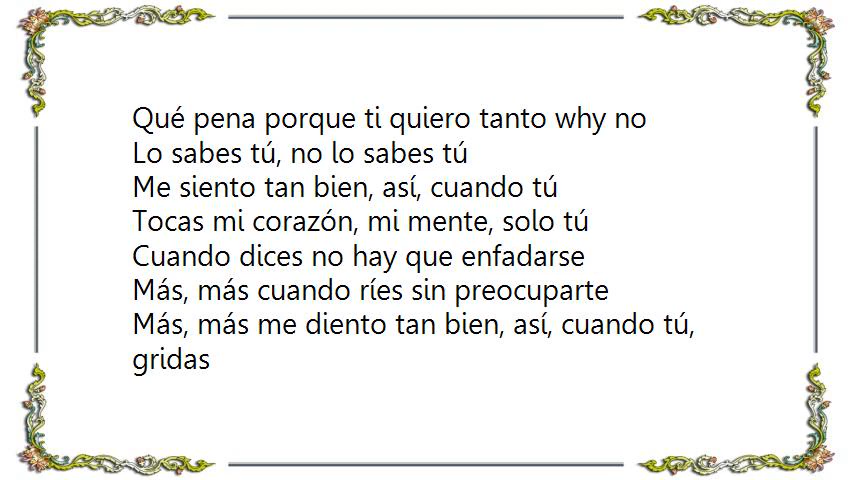 Qué pena porque ti quiero tanto why no
Lo sabes tú, no lo sabes tú
Me siento tan bien, así, cuando tú
Tocas mi corazón, mi mente, solo tú
Cuando dices no hay que enfadarse
Más, más cuando ríes sin preocuparte
Más, más me diento tan bien, así, cuando tú,
gridas